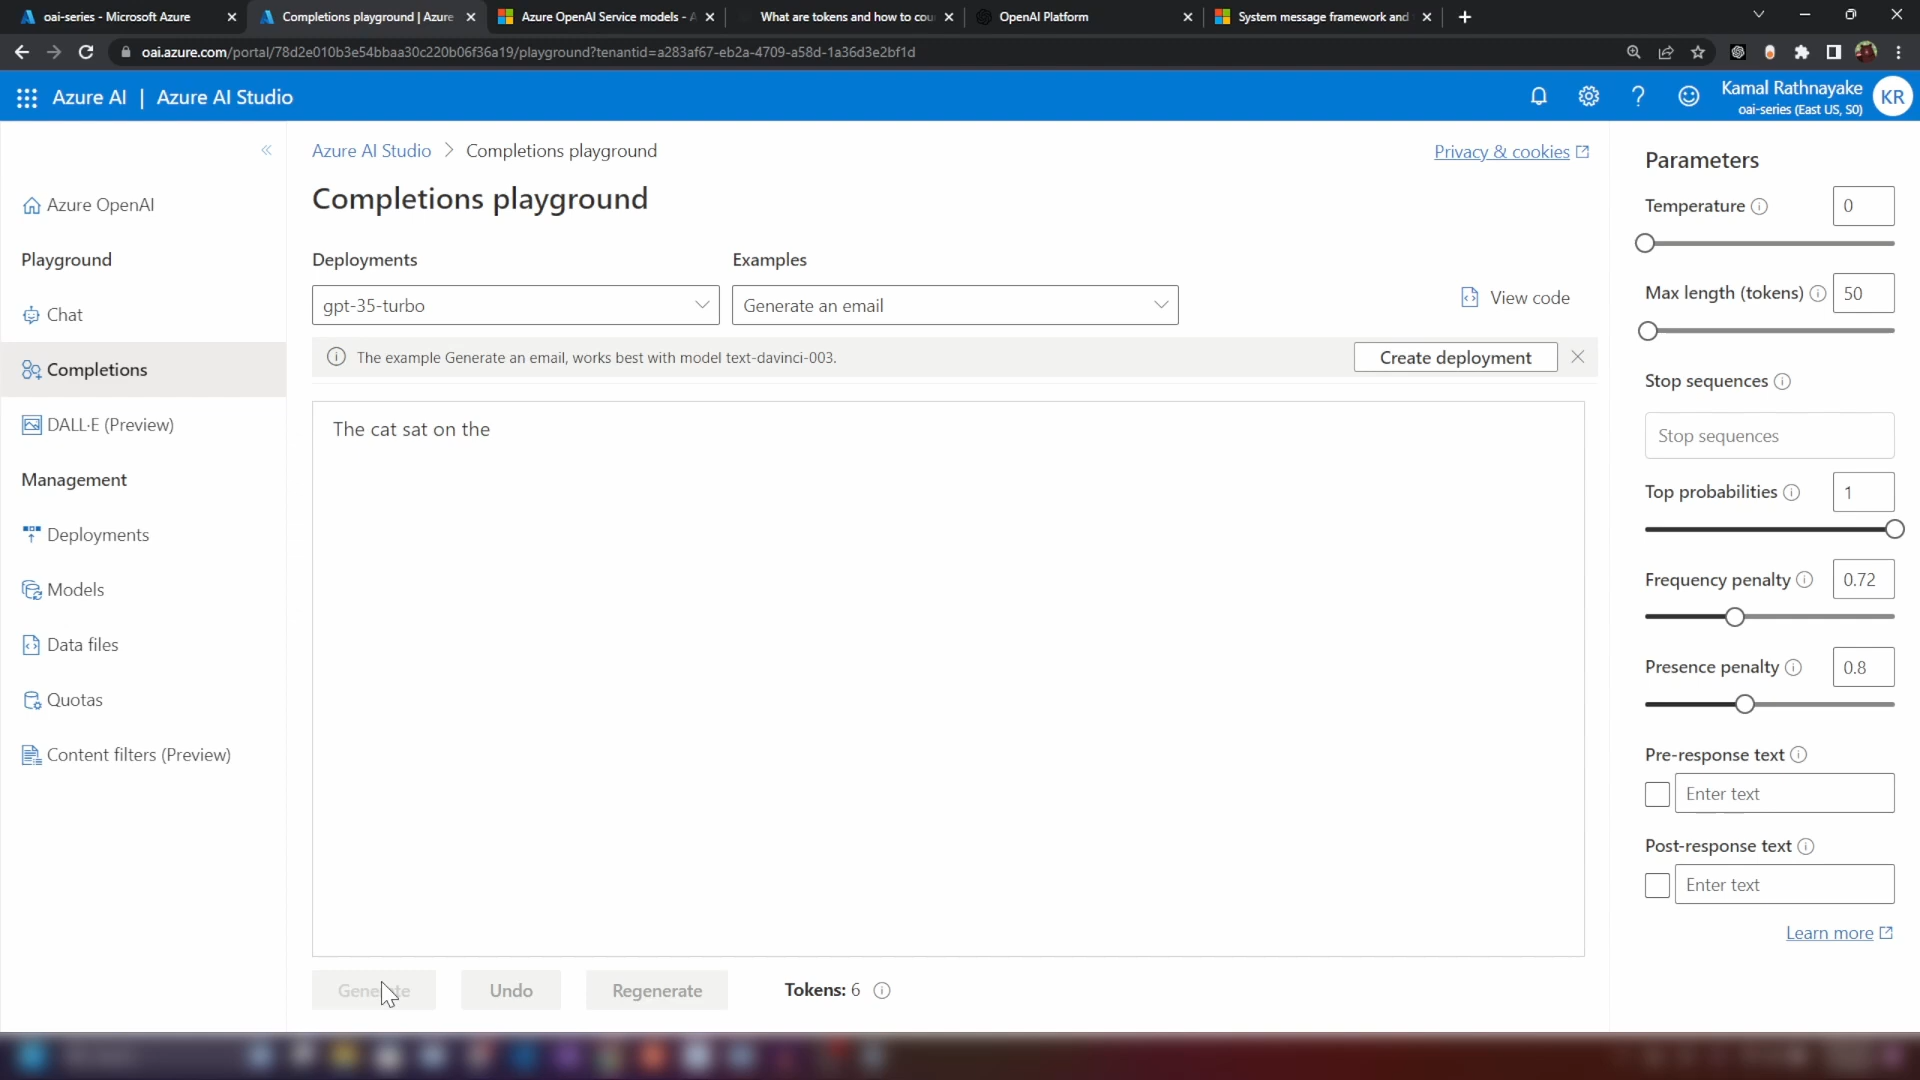 oai-series - Microsoft Azure
Completions playground | Azure
Azure OpenAI Service models - A
What are tokens and how to cou
OpenAI Platform
System message framework and
oai.azure.com/portal/78d2e010b3e54bbaa30c220b06f36a19/playground?tenantid=a283af67-eb2a-4709-a58d-1a36d3e2bf1d
Azure AI | Azure AI Studio
Kamal Rathnayake
oai-series (East US, S0)
KR
Azure OpenAI
Playground
Chat
Completions
DALL·E (Preview)
Management
Deployments
Models
Data files
Quotas
Content filters (Preview)
Azure AI Studio > Completions playground
Privacy & cookies
Completions playground
Deployments
Examples
gpt-35-turbo
Generate an email
View code
The example Generate an email, works best with model text-davinci-003.
Create deployment
The cat sat on the
Generate
Undo
Regenerate
Tokens: 6
Parameters
Temperature
0
Max length (tokens)
50
Stop sequences
Stop sequences
Top probabilities
1
Frequency penalty
0.72
Presence penalty
0.8
Pre-response text
Enter text
Post-response text
Enter text
Learn more